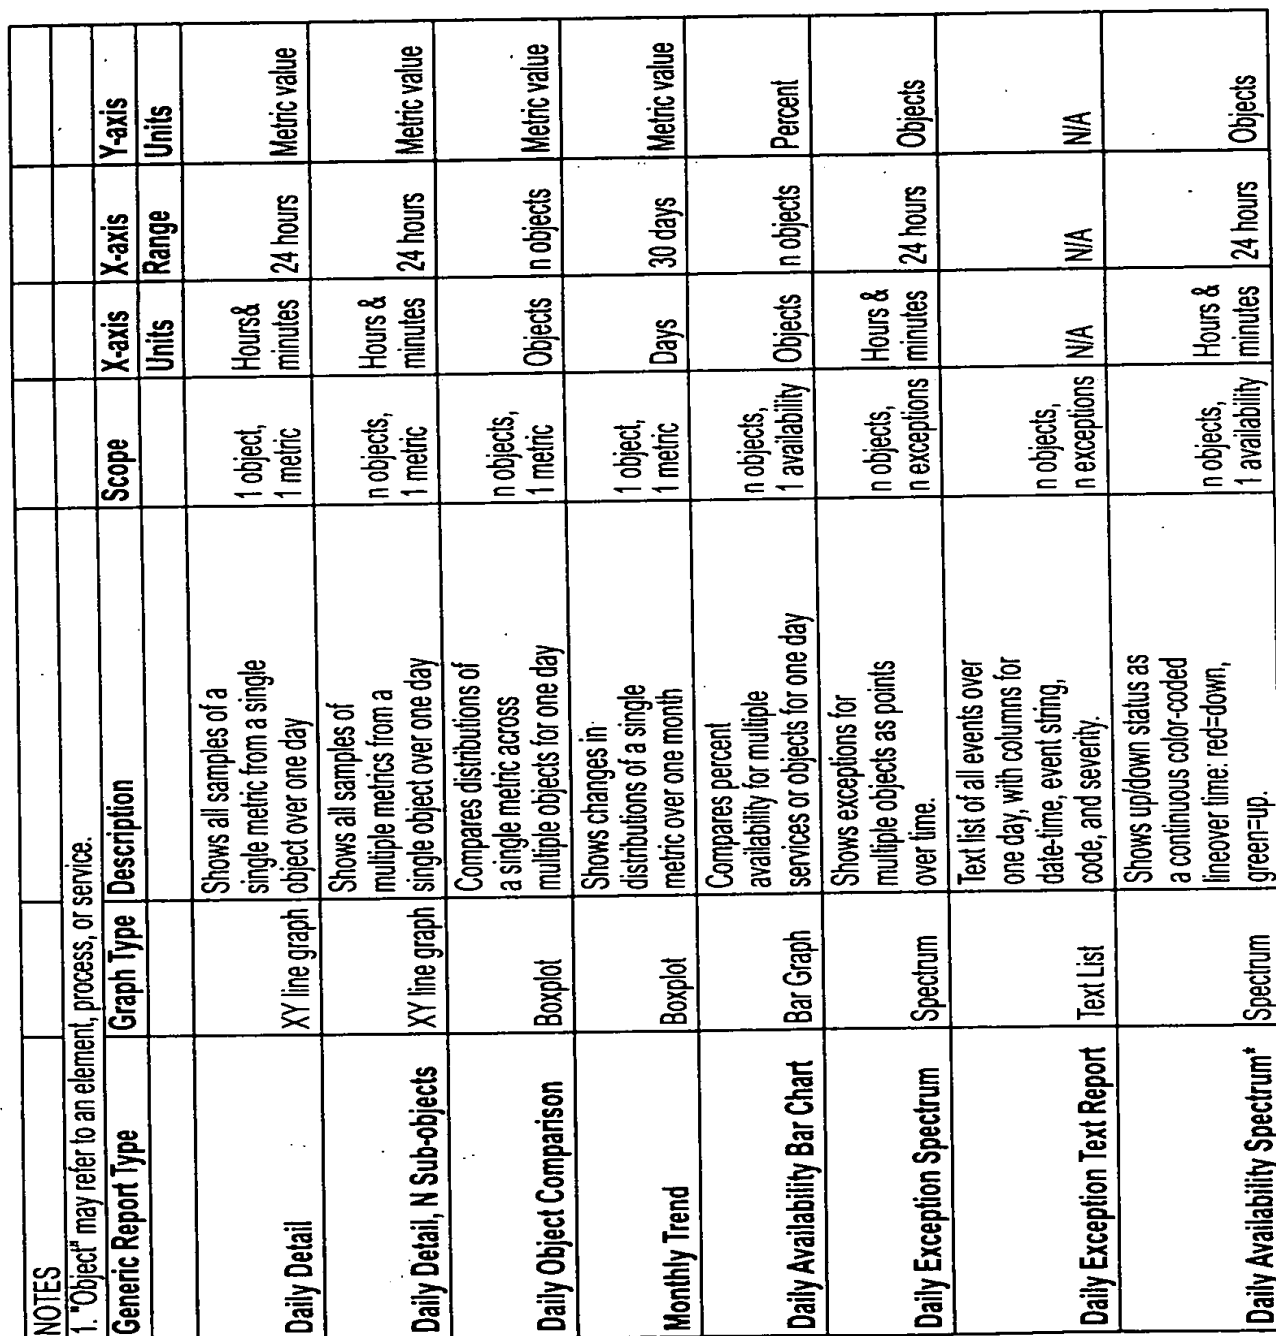 NOTES
1. "Object" may refer to an element, process, or service.
Generic Report Type Graph Type Description Scope X-axis X-axis Y-axis
Units Range Units
Daily Detail
XY line graph
Shows all samples of a
single metric from a single
object over one day
1 object,
1 metric
Hours&
minutes
24 hours
Metric value
Daily Detail, N Sub-objects
XY line graph
Shows all samples of
multiple metrics from a
single object over one day
n objects,
1 metric
Hours &
minutes
24 hours
Metric value
Daily Object Comparison
Boxplot
Compares distributions of
a single metric across
multiple objects for one day
n objects,
1 metric
Objects
n objects
Metric value
Monthly Trend
Boxplot
Shows changes in
distributions of a single
metric over one month
1 object,
1 metric
Days
30 days
Metric value
Daily Availability Bar Chart
Bar Graph
Compares percent
availability for multiple
services or objects for one day
n objects,
1 availability
Objects
n objects
Percent
Daily Exception Spectrum
Spectrum
Shows exceptions for
multiple objects as points
over time.
n objects,
n exceptions
Hours &
minutes
24 hours
Objects
Daily Exception Text Report
Text List
Text list of all events over
one day, with columns for
date-time, event string,
code, and severity.
n objects,
n exceptions
N/A
N/A
N/A
Daily Availability Spectrum*
Spectrum
Shows up/down status as
a continuous color-coded
lineover time: red=down,
green=up.
n objects,
1 availability
Hours &
minutes
24 hours
Objects